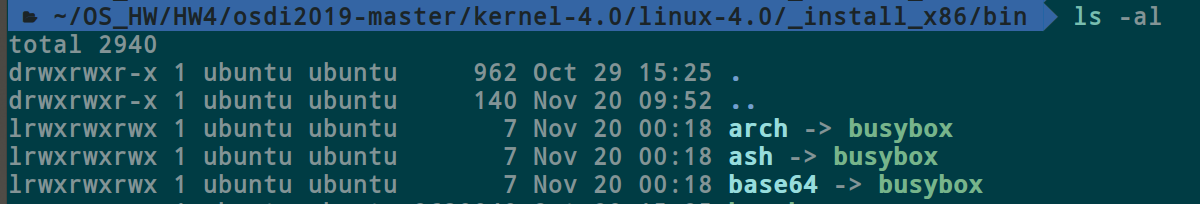 ~/OS_HW/HW4/osdi2019-master/kernel-4.0/linux-4.0/_install_x86/bin ls -al
total 2940
drwxrwxr-x 1 ubuntu ubuntu     962 Oct 29 15:25 .
drwxrwxr-x 1 ubuntu ubuntu     140 Nov 20 09:52 ..
lrwxrwxrwx 1 ubuntu ubuntu       7 Nov 20 00:18 arch -> busybox
lrwxrwxrwx 1 ubuntu ubuntu       7 Nov 20 00:18 ash -> busybox
lrwxrwxrwx 1 ubuntu ubuntu       7 Nov 20 00:18 base64 -> busybox